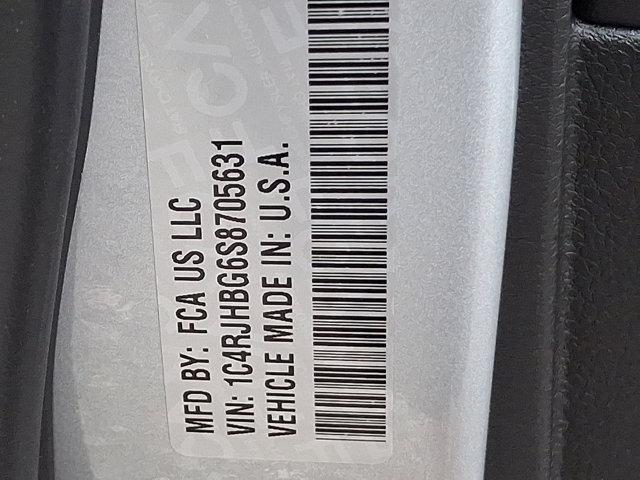 MFD BY: FCA US LLC
VIN: 1C4RJHBG6S8705631
VEHICLE MADE IN: U.S.A.